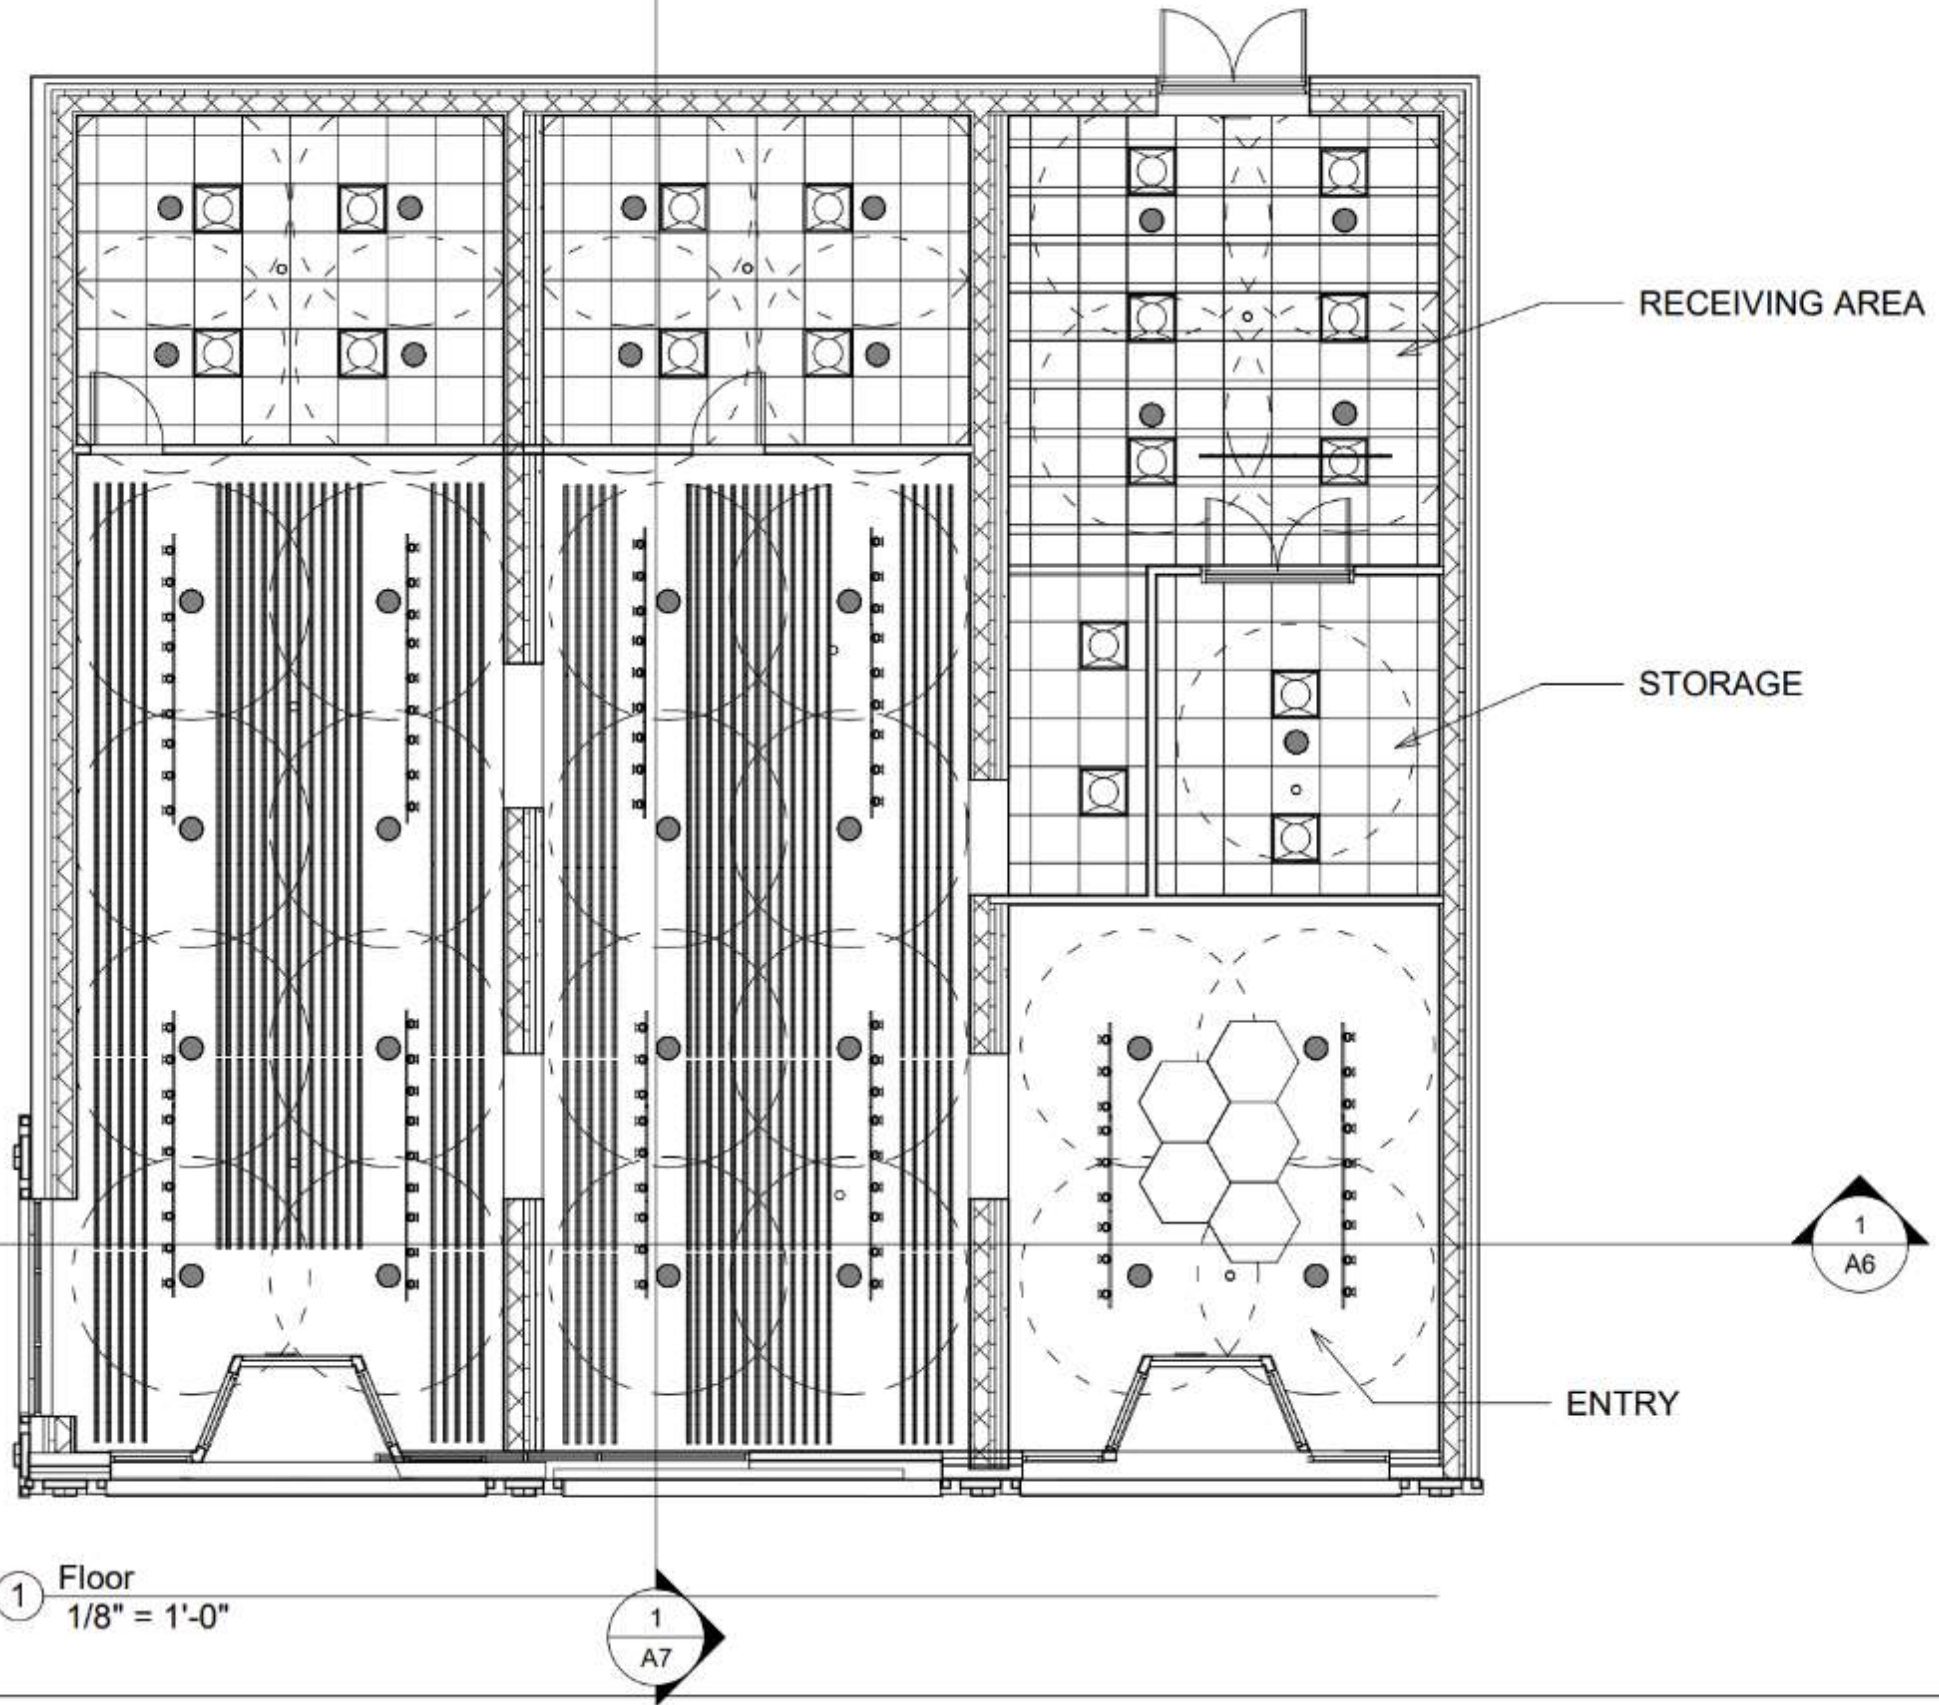 RECEIVING AREA
STORAGE
1
A6
ENTRY
1
Floor
1/8" = 1'-0"
1
A7